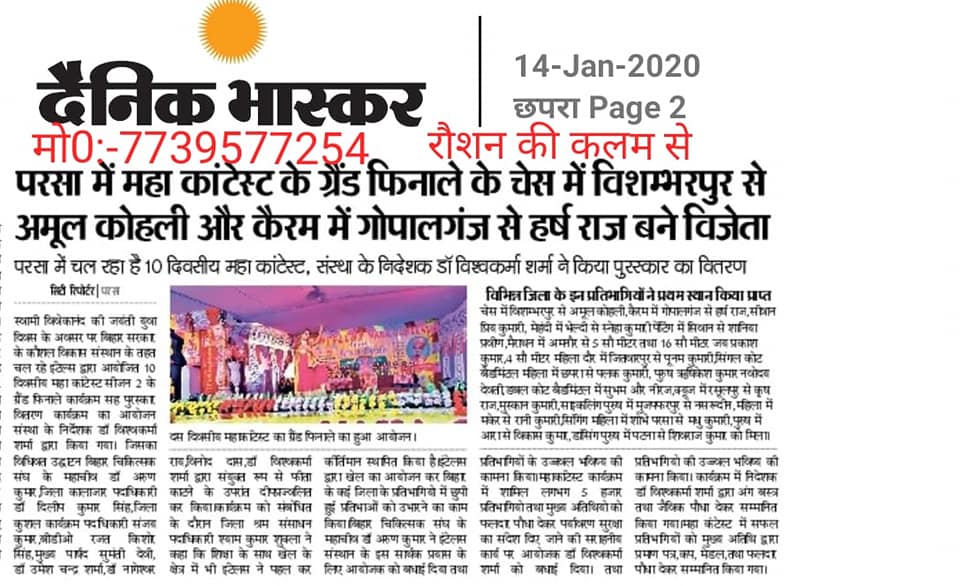 दैनिक भास्कर
14-Jan-2020
छपरा Page 2
मो0:-7739577254 रौशन की कलम से
परसा में महा कांटेस्ट के ग्रैंड फिनाले के चेस में विशम्भरपुर से
अमूल कोहली और कैरम में गोपालगंज से हर्ष राज बने विजेता
परसा में चल रहा है 10 दिवसीय महा कांटेस्ट, संस्था के निदेशक डॉ विश्वकर्मा शर्मा ने किया पुरस्कार का वितरण
सिटी रिपोर्टर | परसा
स्वामी विवेकानंद की जयंती युवा
दिवस के अवसर पर बिहार सरकार
के कौशल विकास संस्थान के तहत
चल रहे इंटेल्स द्वारा आयोजित 10
दिवसीय महा कांटेस्ट सीजन 2 के
ग्रैंड फिनाले कार्यक्रम सह पुरस्कार
वितरण कार्यक्रम का आयोजन
संस्था के निर्देशक डॉ विश्वकर्मा
शर्मा द्वारा किया गया। जिसका
विधिवत उद्घाटन बिहार चिकित्सक
संघ के महाचीव डॉ अरुण
कुमार,जिला कालाजार पदाधिकारी
डॉ दिलीप कुमार सिंह,जिला
कुशल कार्यक्रम पदाधिकारी संजय
कुमार,बीडीओ रजत किशोर
सिंह,मुख्य पार्षद सुमंती देवी,
डॉ उमेश चन्द्र शर्मा,डॉ नागेश्वर
दस दिवसीय महाकांटेस्ट का ग्रैंड फिनाले का हुआ आयोजन।
राय,विनोद दास,डॉ विश्वकर्मा
शर्मा द्वारा संयुक्त रूप से फीता
काटने के उपरांत दीपप्रज्वलित
कर किया।कार्यक्रम को संबोधित
के दौरान जिला श्रम संसाधन
पदाधिकारी श्याम कुमार शुक्ला ने
कहा कि शिक्षा के साथ खेल के
क्षेत्र में भी इंटेल्स ने पहल कर
कीर्तिमान स्थापित किया है।इंटेलस
द्वारा खेल का आयोजन कर बिहार
के कई जिला के प्रतिभागियों में छुपी
हुई प्रतिभाओं को उभारने का काम
किया।बिहार चिकित्सक संघ के
महाचीव डॉ अरुण कुमार ने इंटेलस
संस्थान के इस सार्थक प्रयास के
लिए आयोजक को बधाई दिया तथा
विभिन्न जिला के इन प्रतिभागियों ने प्रथम स्थान किया प्राप्त
चेस में विशम्भरपुर से अमूल कोहली,कैरम में गोपालगंज से हर्ष राज,सीवान
प्रिय कुमारी, मेहंदी में भेल्दी से स्नेहा कुमारी पेंटिंग में सिवान से शानिया
प्रवीण,मैराथन में अमनौर से 5 सौ मीटर तथा 16 सौ मीटर जय प्रकाश
कुमार,4 सौ मीटर महिला दौर में जितवारपुर से पूनम कुमारी,सिंगल कोट
बैडमिंटन महिला में छपरा से पलक कुमारी, पुरुष ऋषिकेश कुमार नवोदय
देवती,डबल कोट बैडमिंटन में सुभम और नीरज,क्यूज में रसूलपुर से कृष
राज,मुस्कान कुमारी,साइकलिंग पुरुष में मुजफ्फरपुर से नसरूदीन, महिला में
मकेर से रानी कुमारी,सिंगिंग महिला में शोभे परसा से मधु कुमारी,पुरुष में
आरा से विकास कुमार, डांसिंग पुरुष में पटना से शिवराज कुमार को मिला।
प्रतिभागियों के उज्जवल भविष्य की
कामना किया।महाकांटेस्ट कार्यक्रम
में शामिल लगभग 5 हजार
प्रतिभागियों तथा मुख्य अतिथियों को
फलदार पौधा देकर पर्यावरण सुरक्षा
का संदेश दिए जाने की सराहनीय
कार्य पर आयोजक डॉ विश्वकर्मा
शर्मा को बधाई दिया। तथा
प्रतिभागियों की उज्ज्वल भविष्य की
कामना किया। कार्यक्रम में निर्देशक
डॉ विश्वकर्मा शर्मा द्वारा अंग बस्त्र
तथा जैविक पौधा देकर सम्मानित
किया गया।महा कंटेस्ट में सफल
प्रतिभागियों को मुख्य अतिथि द्वारा
प्रमाण पत्र,कप, मेडल,तथा फलदार
पौधा देकर सम्मानित किया गया।